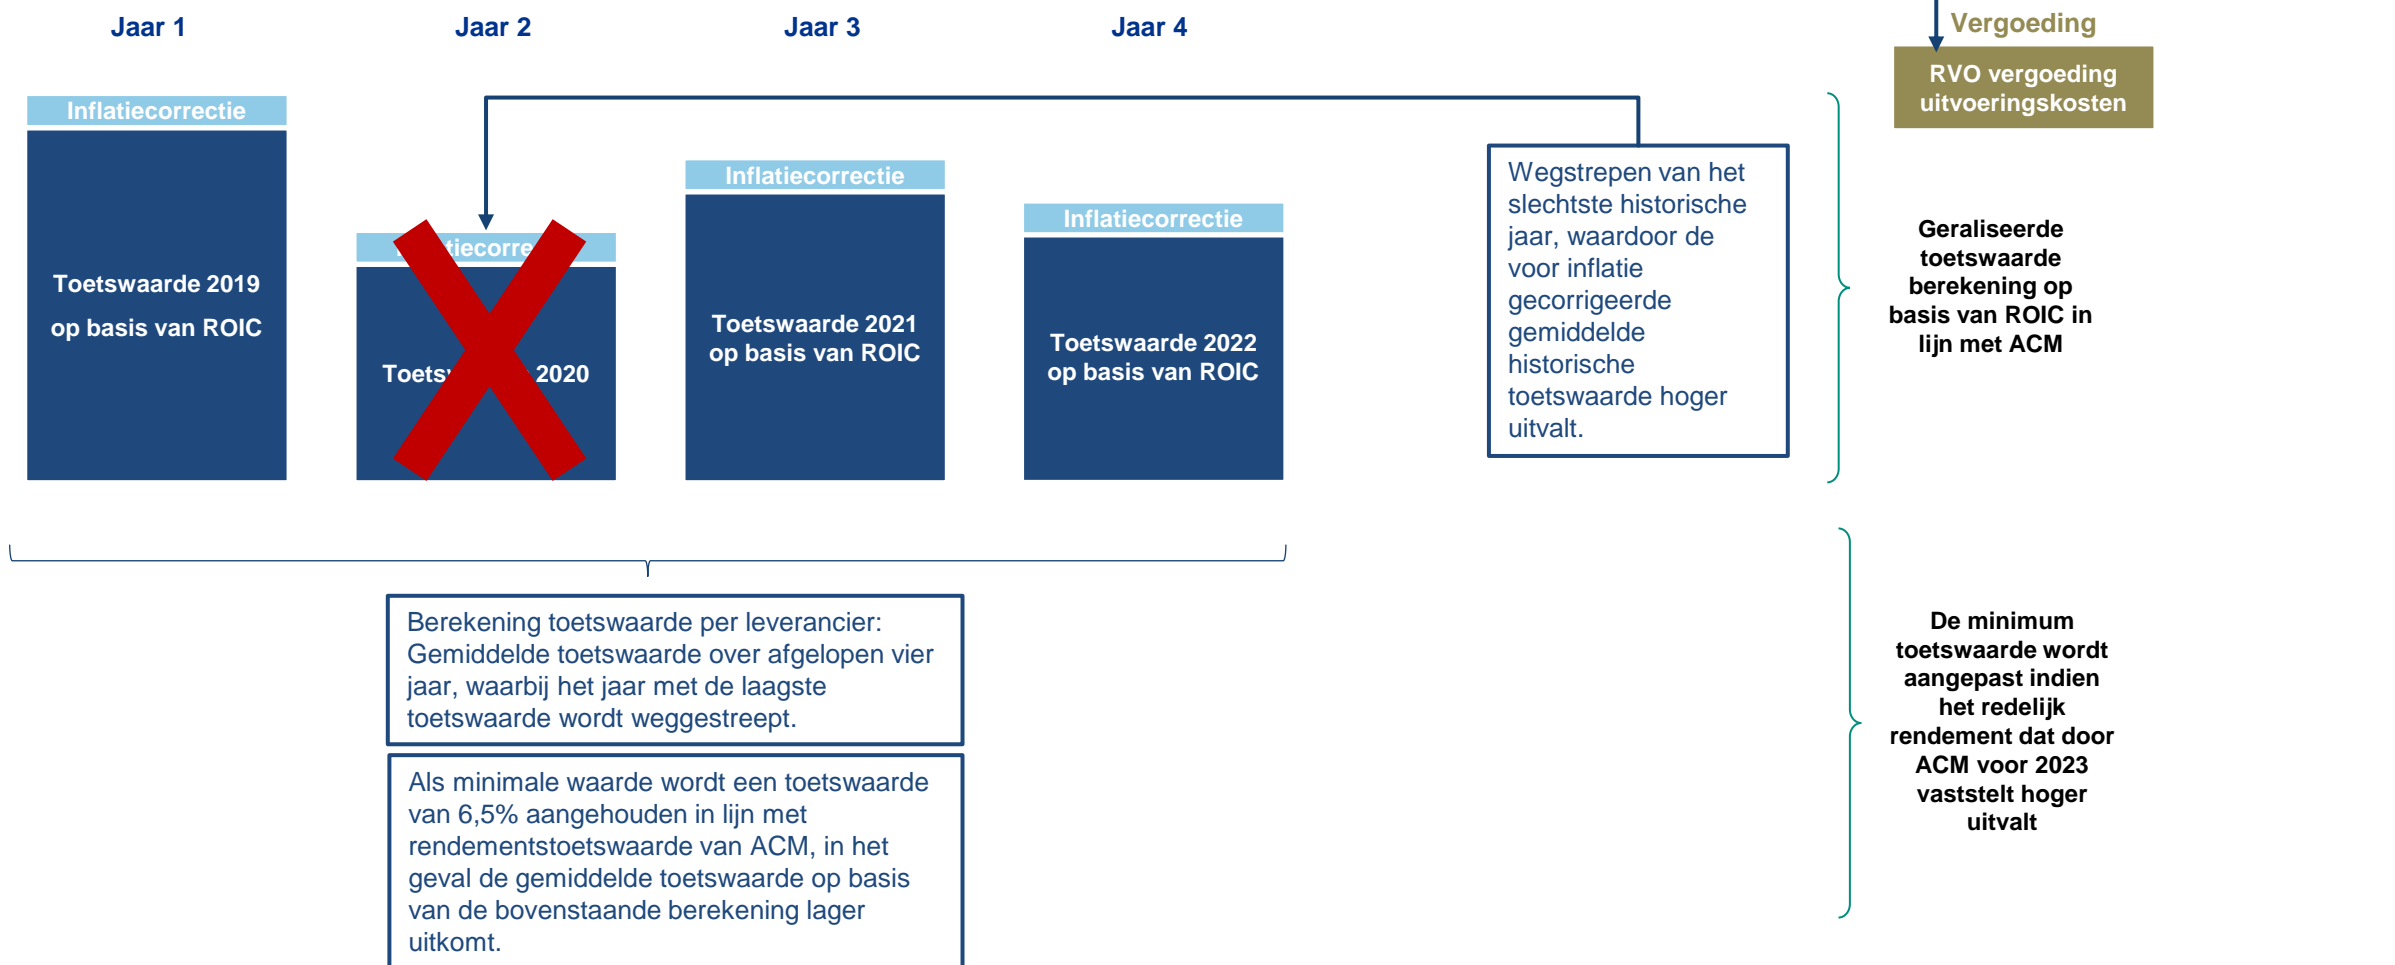 Jaar 1
Jaar 2
Jaar 3
Jaar 4
Vergoeding
RVO vergoeding
uitvoeringskosten
Inflatiecorrectie
Toetswaarde 2019
op basis van ROIC
2020
Inflatiecorrectie
Toetswaarde 2021
op basis van ROIC
Inflatiecorrectie
Toetswaarde 2022
op basis van ROIC
Wegstrepen van het
slechtste historische
jaar, waardoor de
voor inflatie
gecorrigeerde
gemiddelde
historische
toetswaarde hoger
uitvalt.
Geraliseerde
toetswaarde
berekening op
basis van ROIC in
lijn met ACM
Berekening toetswaarde per leverancier:
Gemiddelde toetswaarde over afgelopen vier
jaar, waarbij het jaar met de laagste
toetswaarde wordt weggestreept.
Als minimale waarde wordt een toetswaarde
van 6,5% aangehouden in lijn met
rendementstoetswaarde van ACM, in het
geval de gemiddelde toetswaarde op basis
van de bovenstaande berekening lager
uitkomt.
De minimum
toetswaarde wordt
aangepast indien
het redelijk
rendement dat door
ACM voor 2023
vaststelt hoger
uitvalt